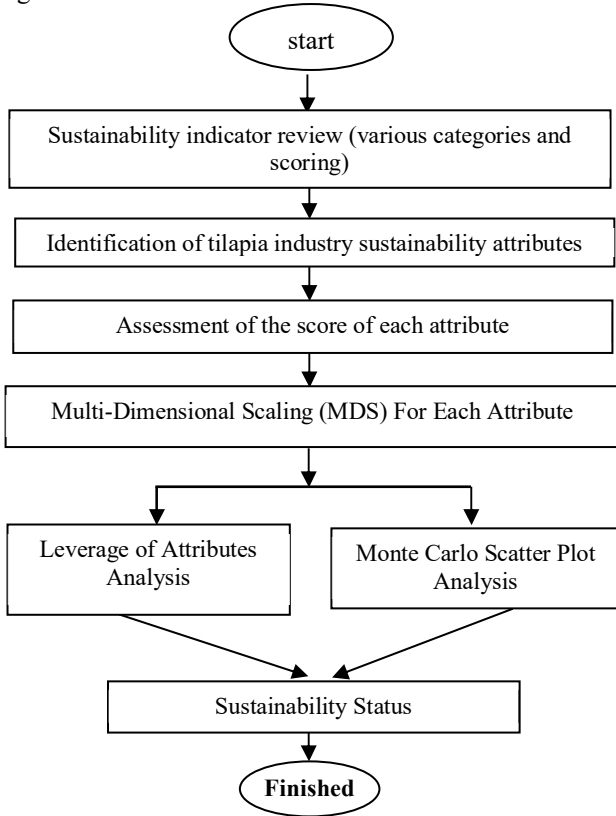 start
Sustainability indicator review (various categories and
scoring)
Identification of tilapia industry sustainability attributes
Assessment of the score of each attribute
Multi-Dimensional Scaling (MDS) For Each Attribute
Leverage of Attributes
Analysis
Monte Carlo Scatter Plot
Analysis
Sustainability Status
Finished